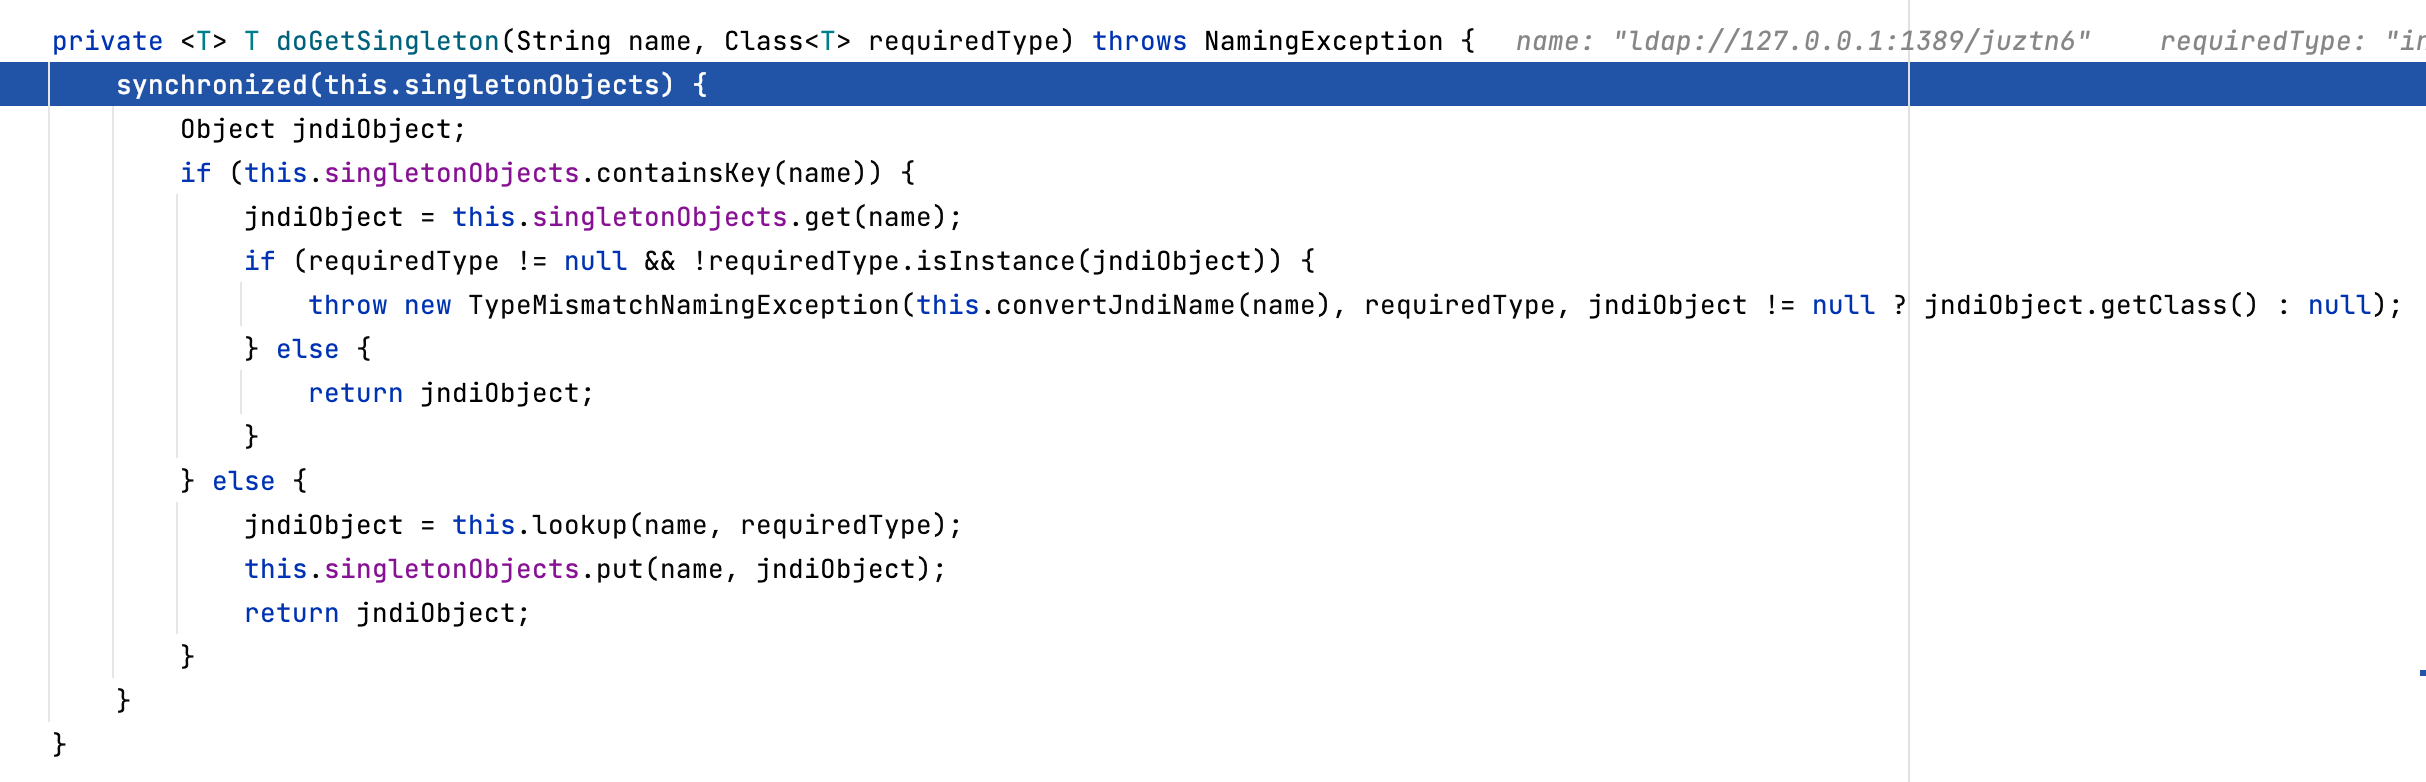 private <T> T doGetSingleton(String name, Class<T> requiredType) throws NamingException {   name: "ldap://127.0.0.1:1389/juztn6"    requiredType:
    synchronized(this.singletonObjects) {
        Object jndiObject;
        if (this.singletonObjects.containsKey(name)) {
            jndiObject = this.singletonObjects.get(name);
            if (requiredType != null && !requiredType.isInstance(jndiObject)) {
                throw new TypeMismatchNamingException(this.convertJndiName(name), requiredType, jndiObject != null ? jndiObject.getClass() : null);
            } else {
                return jndiObject;
            }
        } else {
            jndiObject = this.lookup(name, requiredType);
            this.singletonObjects.put(name, jndiObject);
            return jndiObject;
        }
    }
}